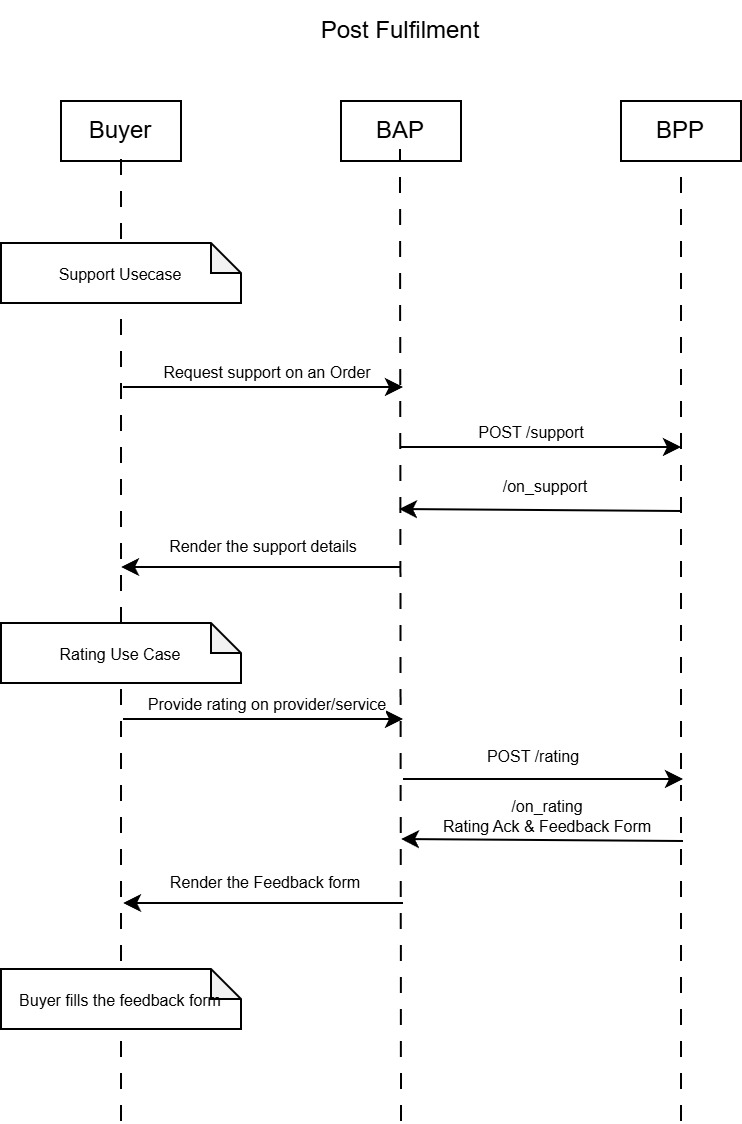 Post Fulfilment
Buyer
BAP
BPP
Support Usecase
Request support on an Order
POST /support
/on_support
Render the support details
Rating Use Case
Provide rating on provider/service
POST /rating
/on_rating
Rating Ack & Feedback Form
Render the Feedback form
Buyer fills the feedback form